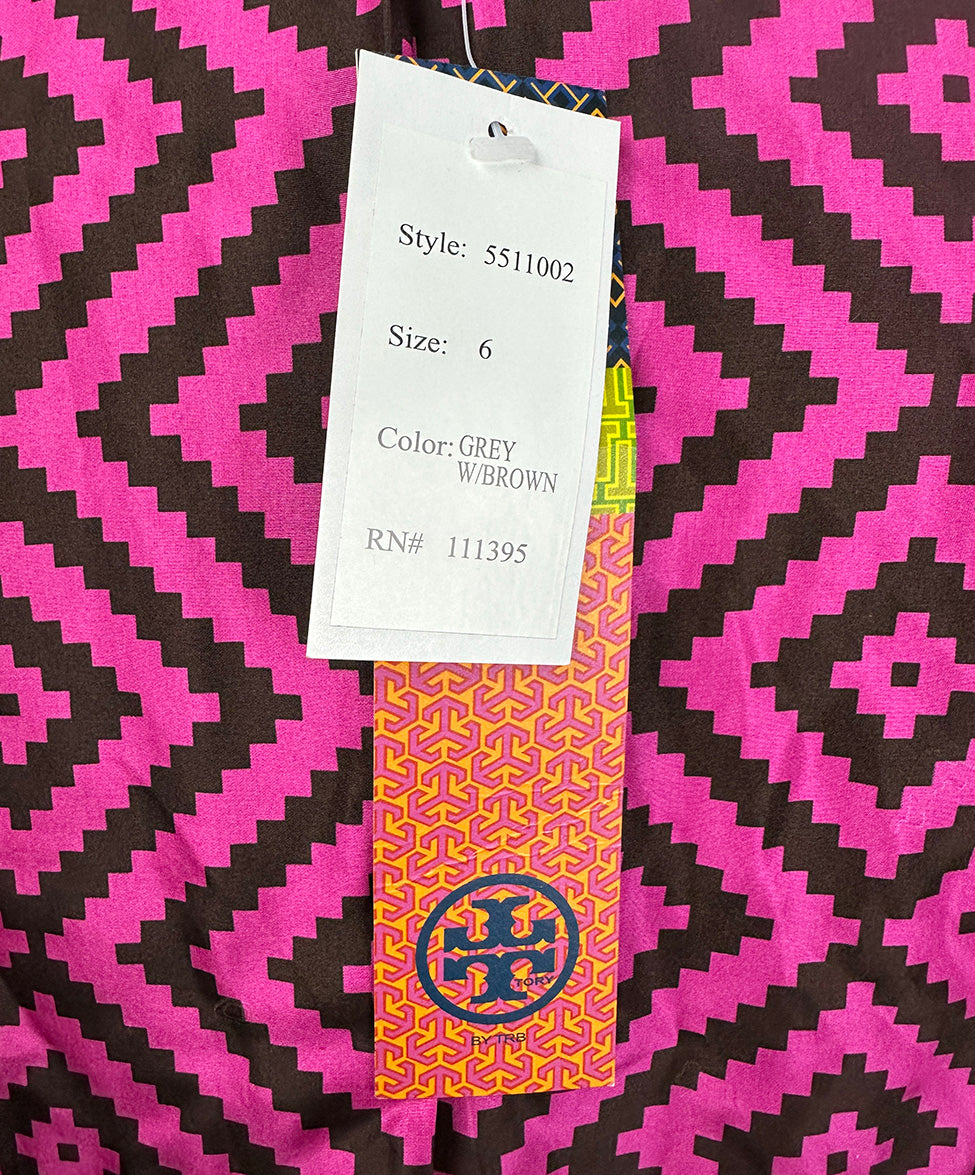 Style: 5511002
Size: 6
Color: GREY
W/BROWN
RN# 111395
TORY
BY TRB